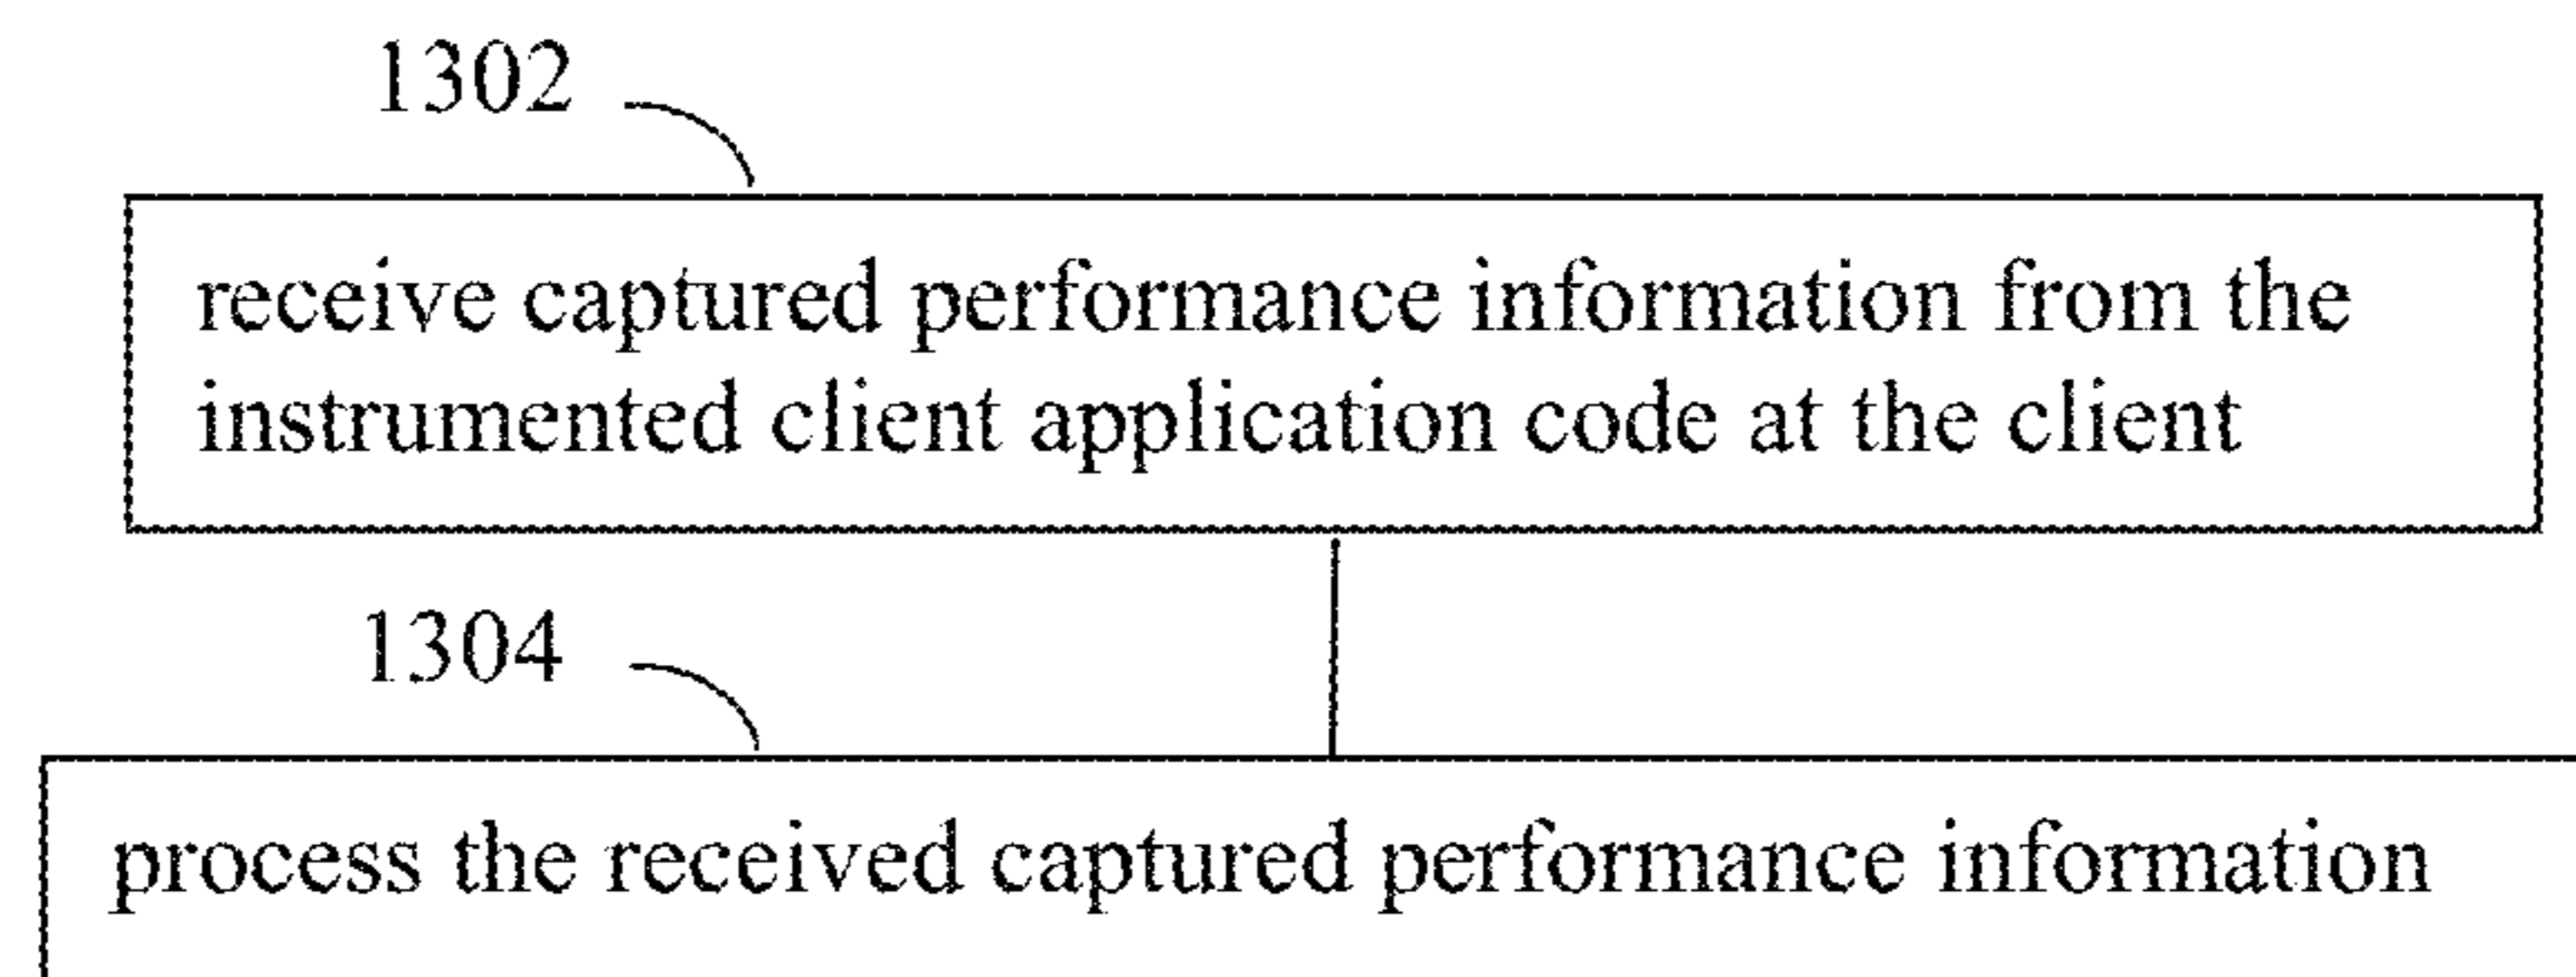 1302
receive captured performance information from the
instrumented client application code at the client
1304
process the received captured performance information